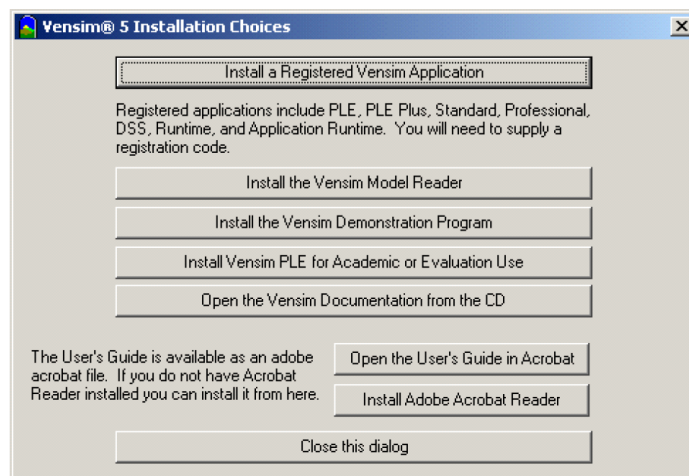 Vensim® 5 Installation Choices
Install a Registered Vensim Application
Registered applications include PLE, PLE Plus, Standard, Professional,
DSS, Runtime, and Application Runtime. You will need to supply a
registration code.
Install the Vensim Model Reader
Install the Vensim Demonstration Program
Install Vensim PLE for Academic or Evaluation Use
Open the Vensim Documentation from the CD
The User's Guide is available as an adobe
acrobat file. If you do not have Acrobat
Reader installed you can install it from here.
Open the User's Guide in Acrobat
Install Adobe Acrobat Reader
Close this dialog